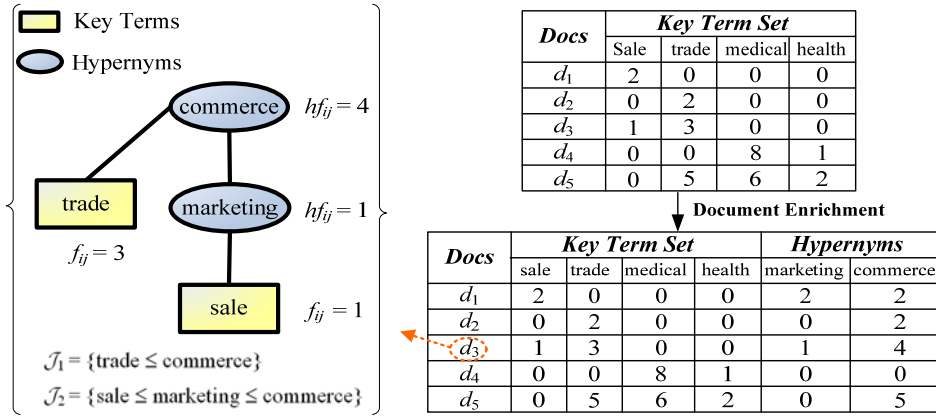 Key Terms
Hypernyms
commerce hf_ij = 4
trade
marketing hf_ij = 1
f_ij = 3
sale f_ij = 1
𝒥₁ = {trade ≤ commerce}
𝒥₂ = {sale ≤ marketing ≤ commerce}
Docs Key Term Set
Sale trade medical health
d₁ 2 0 0 0
d₂ 0 2 0 0
d₃ 1 3 0 0
d₄ 0 0 8 1
d₅ 0 5 6 2
Document Enrichment
Docs Key Term Set Hypernyms
sale trade medical health marketing commerce
d₁ 2 0 0 0 2 2
d₂ 0 2 0 0 0 2
d₃ 1 3 0 0 1 4
d₄ 0 0 8 1 0 0
d₅ 0 5 6 2 0 5